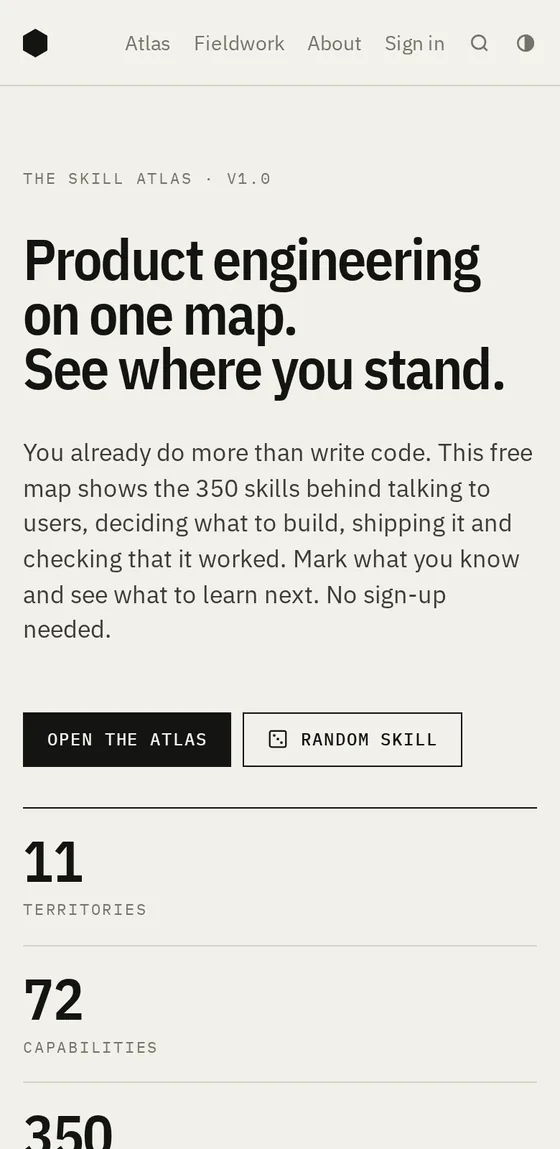 Atlas Fieldwork About Sign in
THE SKILL ATLAS · V1.0
Product engineering
on one map.
See where you stand.
You already do more than write code. This free
map shows the 350 skills behind talking to
users, deciding what to build, shipping it and
checking that it worked. Mark what you know
and see what to learn next. No sign-up
needed.
OPEN THE ATLAS RANDOM SKILL
11
TERRITORIES
72
CAPABILITIES
350